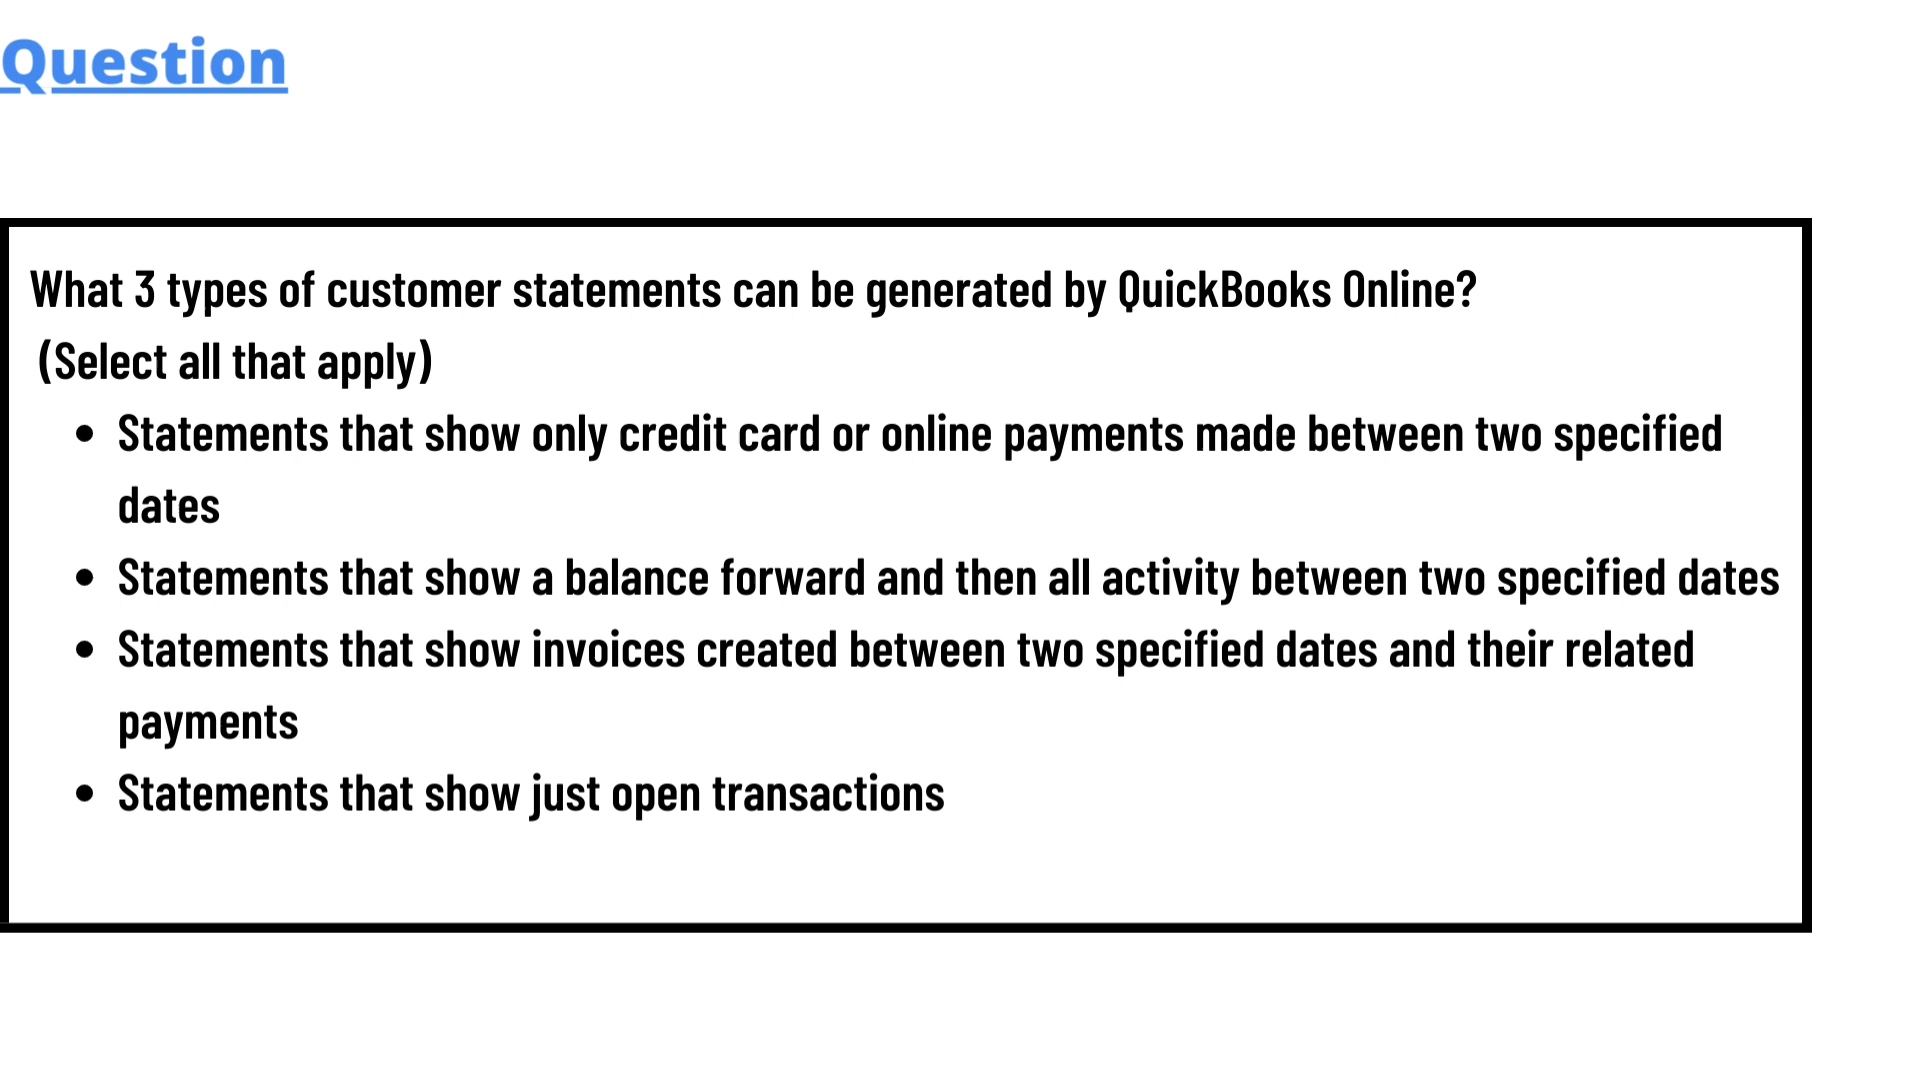 Question
What 3 types of customer statements can be generated by QuickBooks Online?
(Select all that apply)
• Statements that show only credit card or online payments made between two specified
dates
• Statements that show a balance forward and then all activity between two specified dates
• Statements that show invoices created between two specified dates and their related
payments
• Statements that show just open transactions